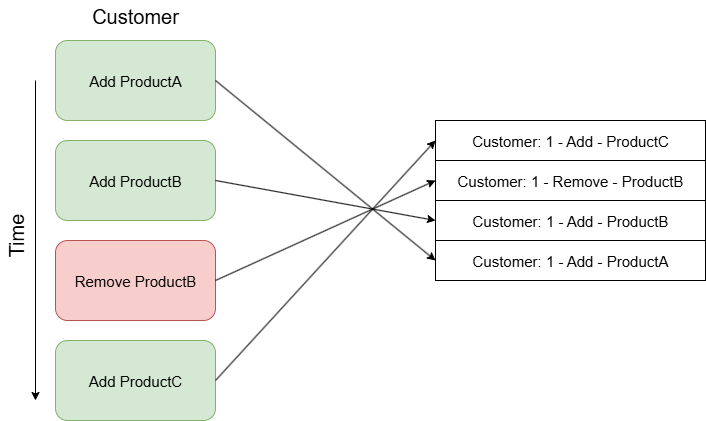 Customer
Add ProductA
Add ProductB
Remove ProductB
Add ProductC
Time
Customer: 1 - Add - ProductC
Customer: 1 - Remove - ProductB
Customer: 1 - Add - ProductB
Customer: 1 - Add - ProductA